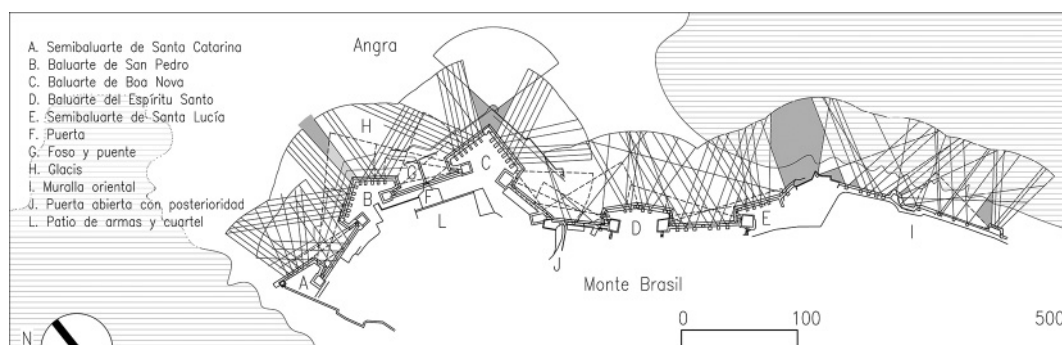 Angra
A. Semibaluarte de Santa Catarina
B. Baluarte de San Pedro
C. Baluarte de Boa Nova
D. Baluarte del Espíritu Santo
E. Semibaluarte de Santa Lucía
F. Puerta
G. Foso y puente
H. Glacis
I. Muralla oriental
J. Puerta abierta con posterioridad
L. Patio de armas y cuartel
H
G
C
B
F
L
D
E
I
J
A
Monte Brasil
0 100 500
N